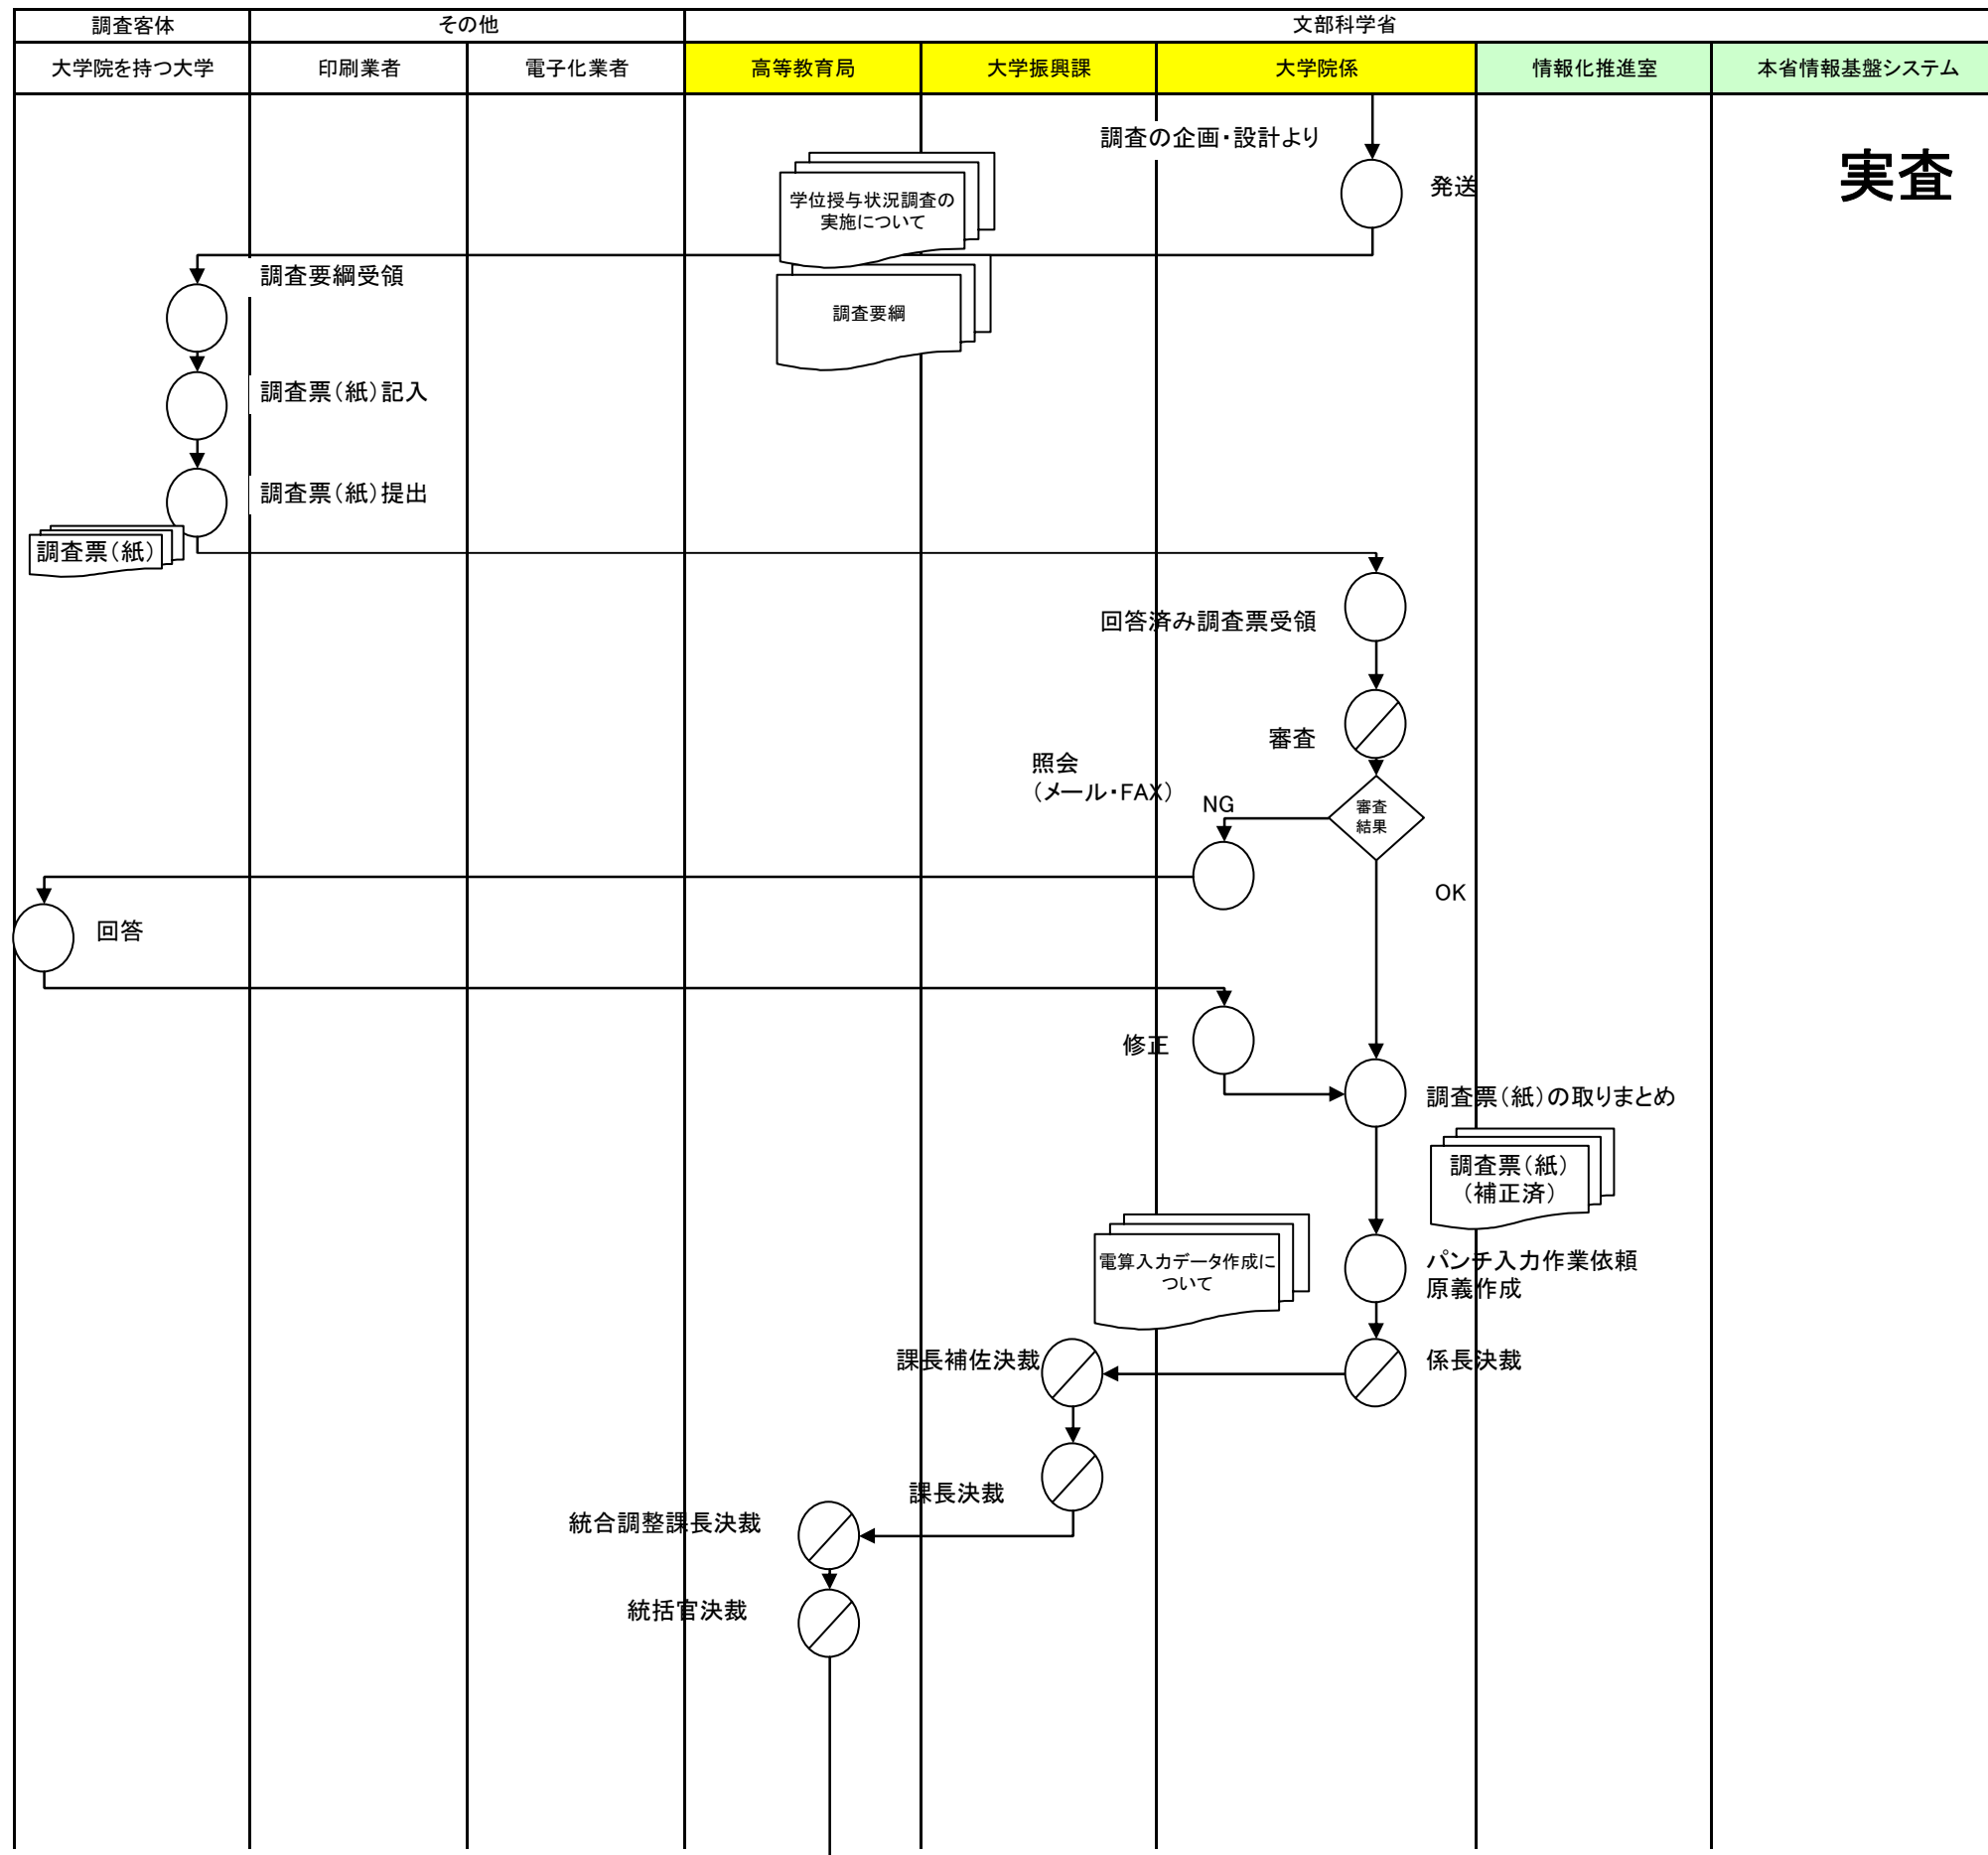 調査客体
その他
文部科学省
大学院を持つ大学
印刷業者
電子化業者
高等教育局
大学振興課
大学院係
情報化推進室
本省情報基盤システム
実査
調査の企画・設計より
発送
学位授与状況調査の
実施について
調査要綱受領
調査要綱
調査票（紙）記入
調査票（紙）提出
調査票（紙）
回答済み調査票受領
審査
照会
（メール・FAX）
NG
審査
結果
OK
回答
修正
調査票（紙）の取りまとめ
調査票（紙）
（補正済）
電算入力データ作成に
ついて
パンチ入力作業依頼
原義作成
課長補佐決裁
係長決裁
課長決裁
統合調整課長決裁
統括官決裁